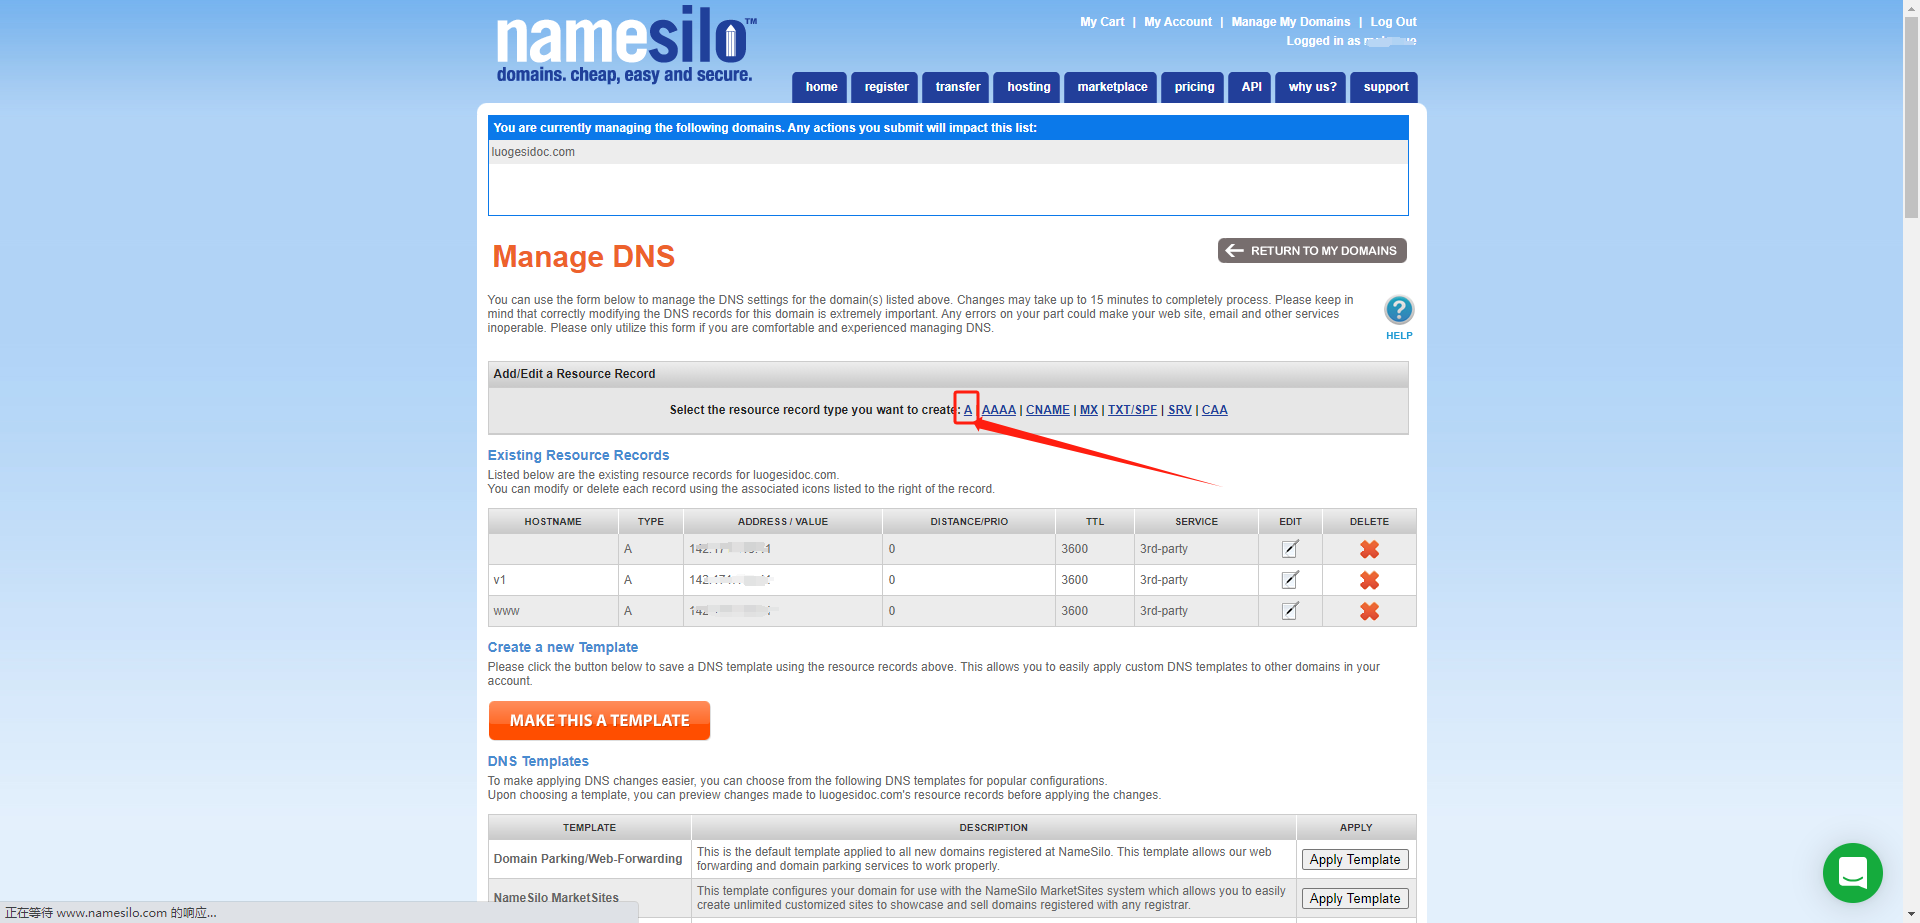 namesilo™
domains. cheap, easy and secure.
My Cart | My Account | Manage My Domains | Log Out
Logged in as
home register transfer hosting marketplace pricing API why us? support
You are currently managing the following domains. Any actions you submit will impact this list:
luogesidoc.com
Manage DNS
RETURN TO MY DOMAINS
You can use the form below to manage the DNS settings for the domain(s) listed above. Changes may take up to 15 minutes to completely process. Please keep in
mind that correctly modifying the DNS records for this domain is extremely important. Any errors on your part could make your web site, email and other services
inoperable. Please only utilize this form if you are comfortable and experienced managing DNS.
?
HELP
Add/Edit a Resource Record
Select the resource record type you want to create: A AAAA | CNAME | MX | TXT/SPF | SRV | CAA
Existing Resource Records
Listed below are the existing resource records for luogesidoc.com.
You can modify or delete each record using the associated icons listed to the right of the record.
HOSTNAME TYPE ADDRESS / VALUE DISTANCE/PRIO TTL SERVICE EDIT DELETE
A 0 3600 3rd-party
v1 A 0 3600 3rd-party
www A 0 3600 3rd-party
Create a new Template
Please click the button below to save a DNS template using the resource records above. This allows you to easily apply custom DNS templates to other domains in your
account.
MAKE THIS A TEMPLATE
DNS Templates
To make applying DNS changes easier, you can choose from the following DNS templates for popular configurations.
Upon choosing a template, you can preview changes made to luogesidoc.com's resource records before applying the changes.
TEMPLATE DESCRIPTION APPLY
Domain Parking/Web-Forwarding This is the default template applied to all new domains registered at NameSilo. This template allows our web
forwarding and domain parking services to work properly. Apply Template
NameSilo MarketSites This template configures your domain for use with the NameSilo MarketSites system which allows you to easily
create unlimited customized sites to showcase and sell domains registered with any registrar. Apply Template
正在等待 www.namesilo.com 的响应...